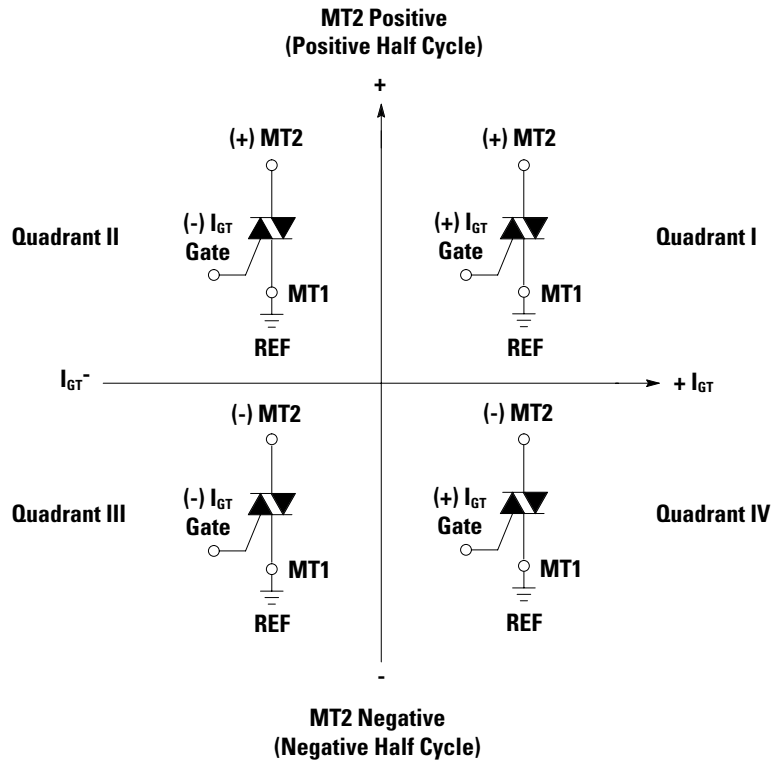 MT2 Positive
(Positive Half Cycle)
+
(+) MT2
(+) MT2
Quadrant II
(-) IGT
Gate
(+) IGT
Gate
Quadrant I
MT1
MT1
REF
REF
IGT-
+ IGT
(-) MT2
(-) MT2
Quadrant III
(-) IGT
Gate
(+) IGT
Gate
Quadrant IV
MT1
MT1
REF
REF
-
MT2 Negative
(Negative Half Cycle)